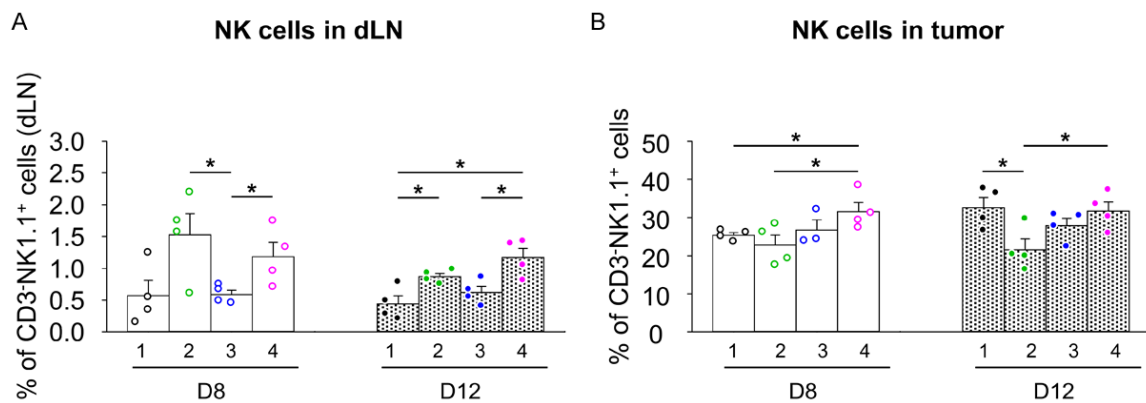 A
NK cells in dLN
% of CD3-NK1.1+ cells (dLN)
3.0
2.5
2.0
1.5
1.0
0.5
0.0
*
*
*
*
*
1 2 3 4
D8
1 2 3 4
D12
B
NK cells in tumor
% of CD3-NK1.1+ cells
50
40
30
20
10
0
*
*
*
*
1 2 3 4
D8
1 2 3 4
D12